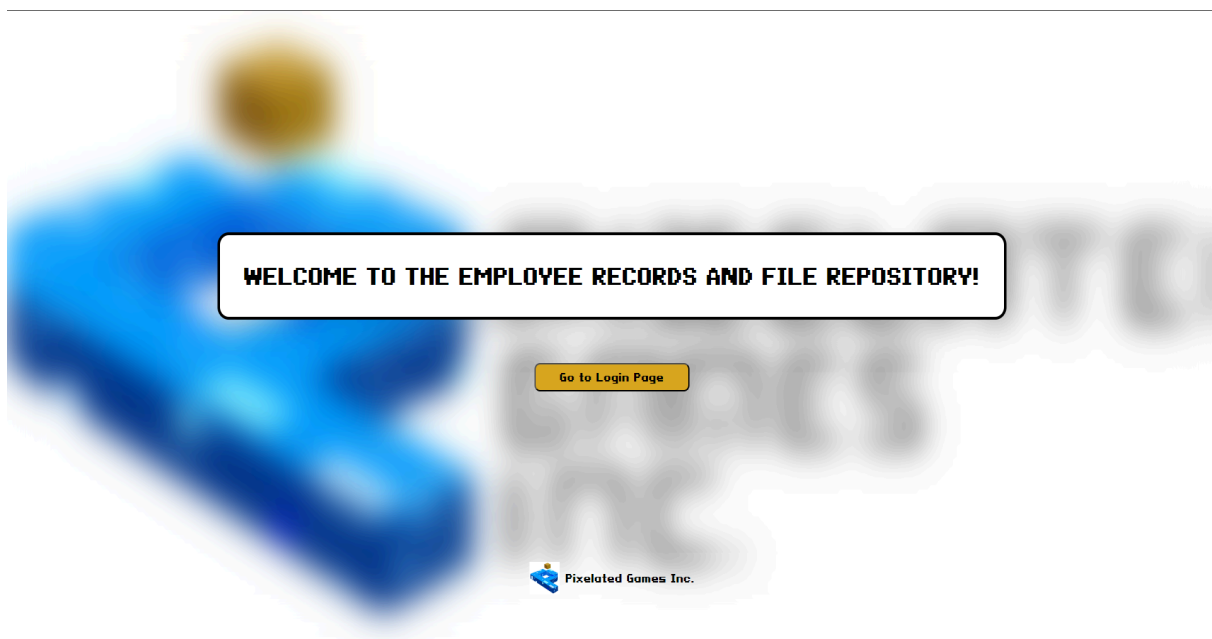 WELCOME TO THE EMPLOYEE RECORDS AND FILE REPOSITORY!
Go to Login Page
Pixelated Games Inc.